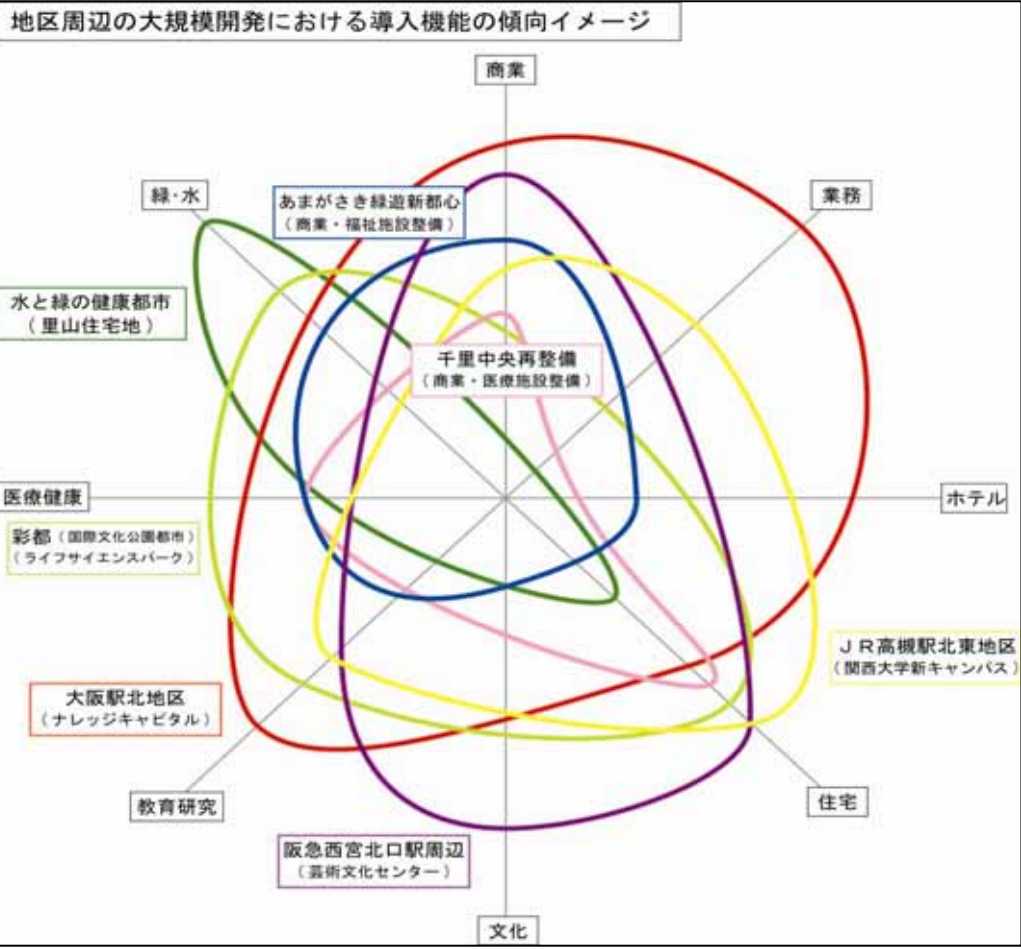 地区周辺の大規模開発における導入機能の傾向イメージ
商業
緑・水
業務
あまがさき緑遊新都心
（商業・福祉施設整備）
水と緑の健康都市
（里山住宅地）
千里中央再整備
（商業・医療施設整備）
医療健康
ホテル
彩都（国際文化公園都市）
（ライフサイエンスパーク）
ＪＲ高槻駅北東地区
（関西大学新キャンパス）
大阪駅北地区
（ナレッジキャピタル）
教育研究
住宅
阪急西宮北口駅周辺
（芸術文化センター）
文化